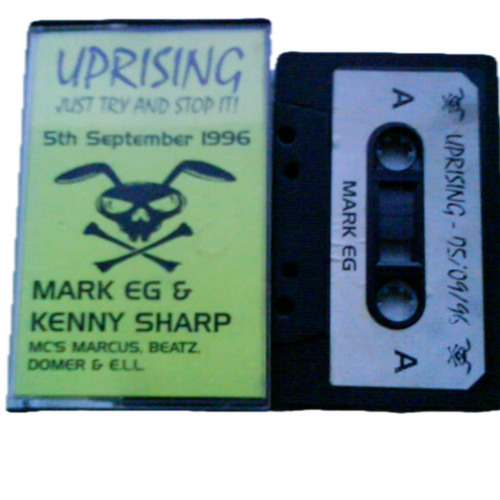 UPRISING
JUST TRY AND STOP IT!
5th September 1996
MARK EG &
KENNY SHARP
MC'S MARCUS, BEATZ,
DOMER & E.L.L.
A
UPRISING - 05/09/96
MARK EG
A